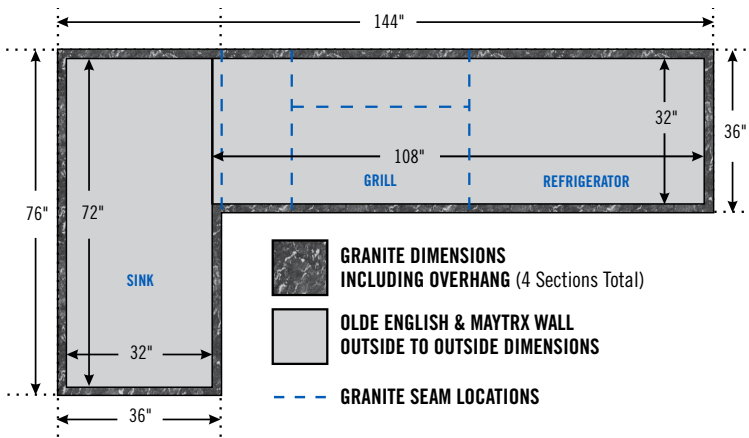 144"
32"
36"
108"
GRILL
REFRIGERATOR
76"
72"
SINK
GRANITE DIMENSIONS
INCLUDING OVERHANG (4 Sections Total)
OLDE ENGLISH & MAYTRX WALL
OUTSIDE TO OUTSIDE DIMENSIONS
32"
GRANITE SEAM LOCATIONS
36"